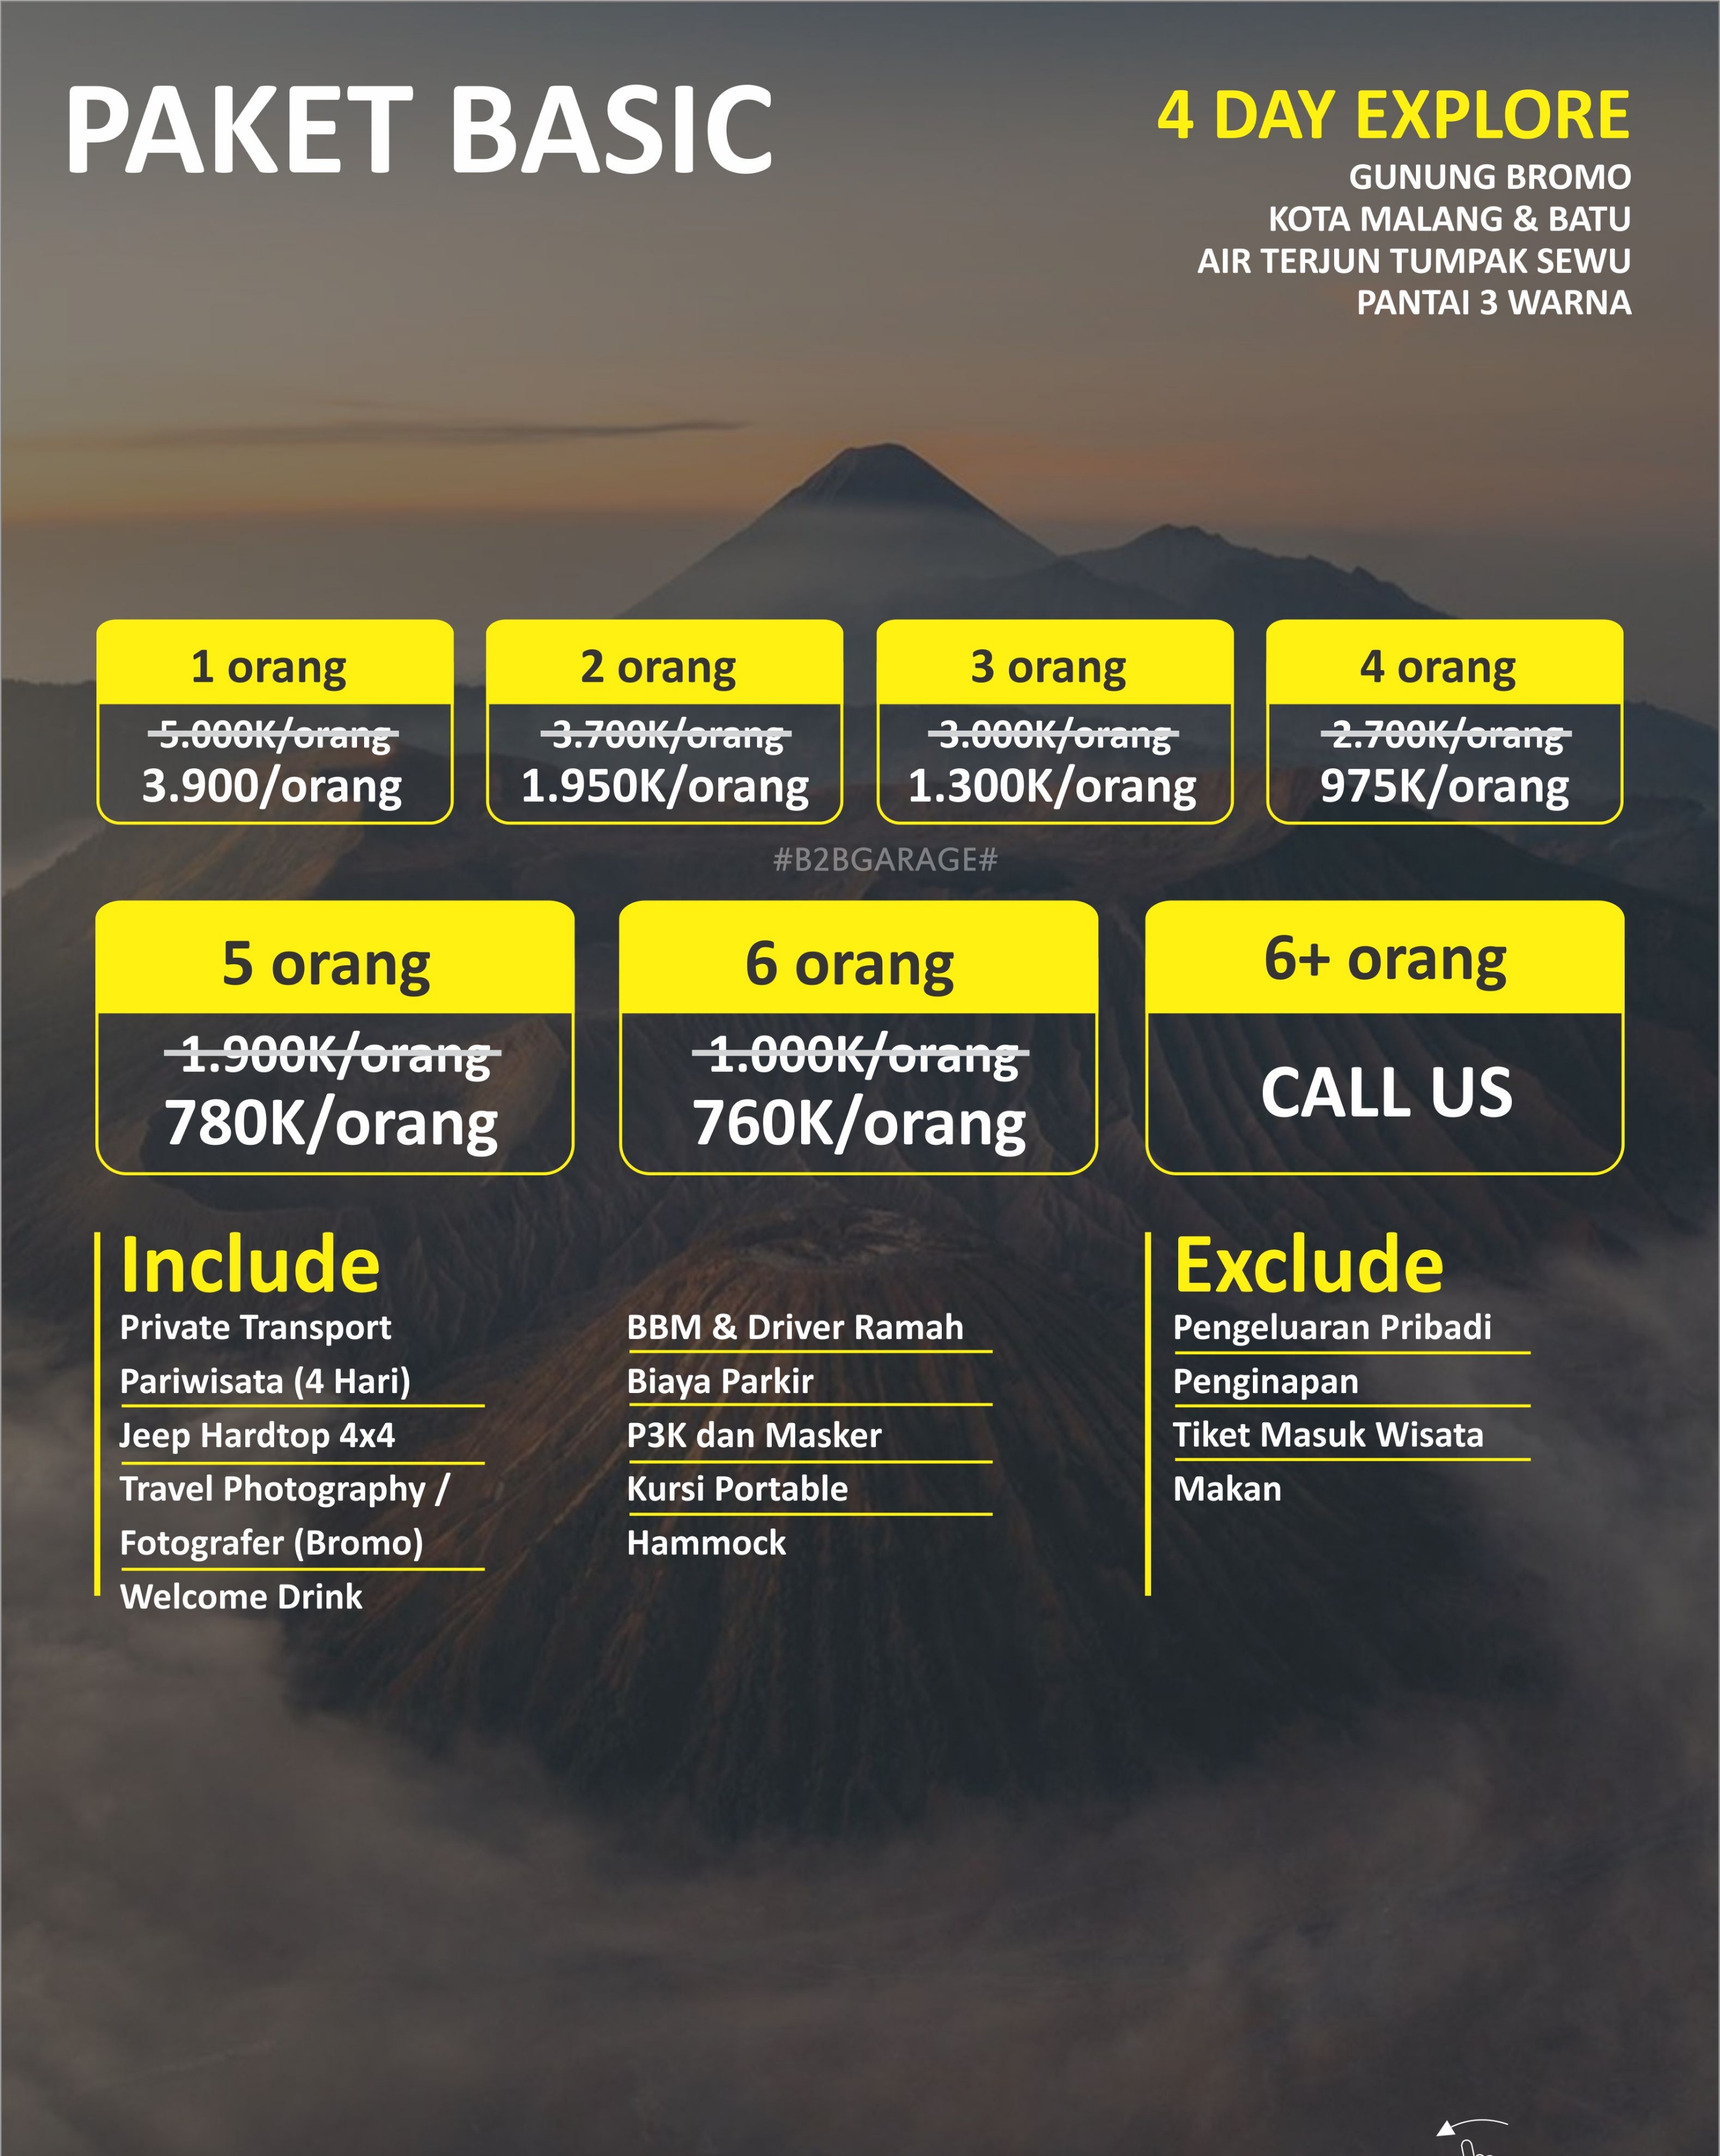 PAKET BASIC
4 DAY EXPLORE
GUNUNG BROMO
KOTA MALANG & BATU
AIR TERJUN TUMPAK SEWU
PANTAI 3 WARNA
1 orang
5.000K/orang
3.900/orang
2 orang
3.700K/orang
1.950K/orang
3 orang
3.000K/orang
1.300K/orang
4 orang
2.700K/orang
975K/orang
#B2BGARAGE#
5 orang
1.900K/orang
780K/orang
6 orang
1.000K/orang
760K/orang
6+ orang
CALL US
Include
Private Transport
Pariwisata (4 Hari)
Jeep Hardtop 4x4
Travel Photography /
Fotografer (Bromo)
Welcome Drink
BBM & Driver Ramah
Biaya Parkir
P3K dan Masker
Kursi Portable
Hammock
Exclude
Pengeluaran Pribadi
Penginapan
Tiket Masuk Wisata
Makan